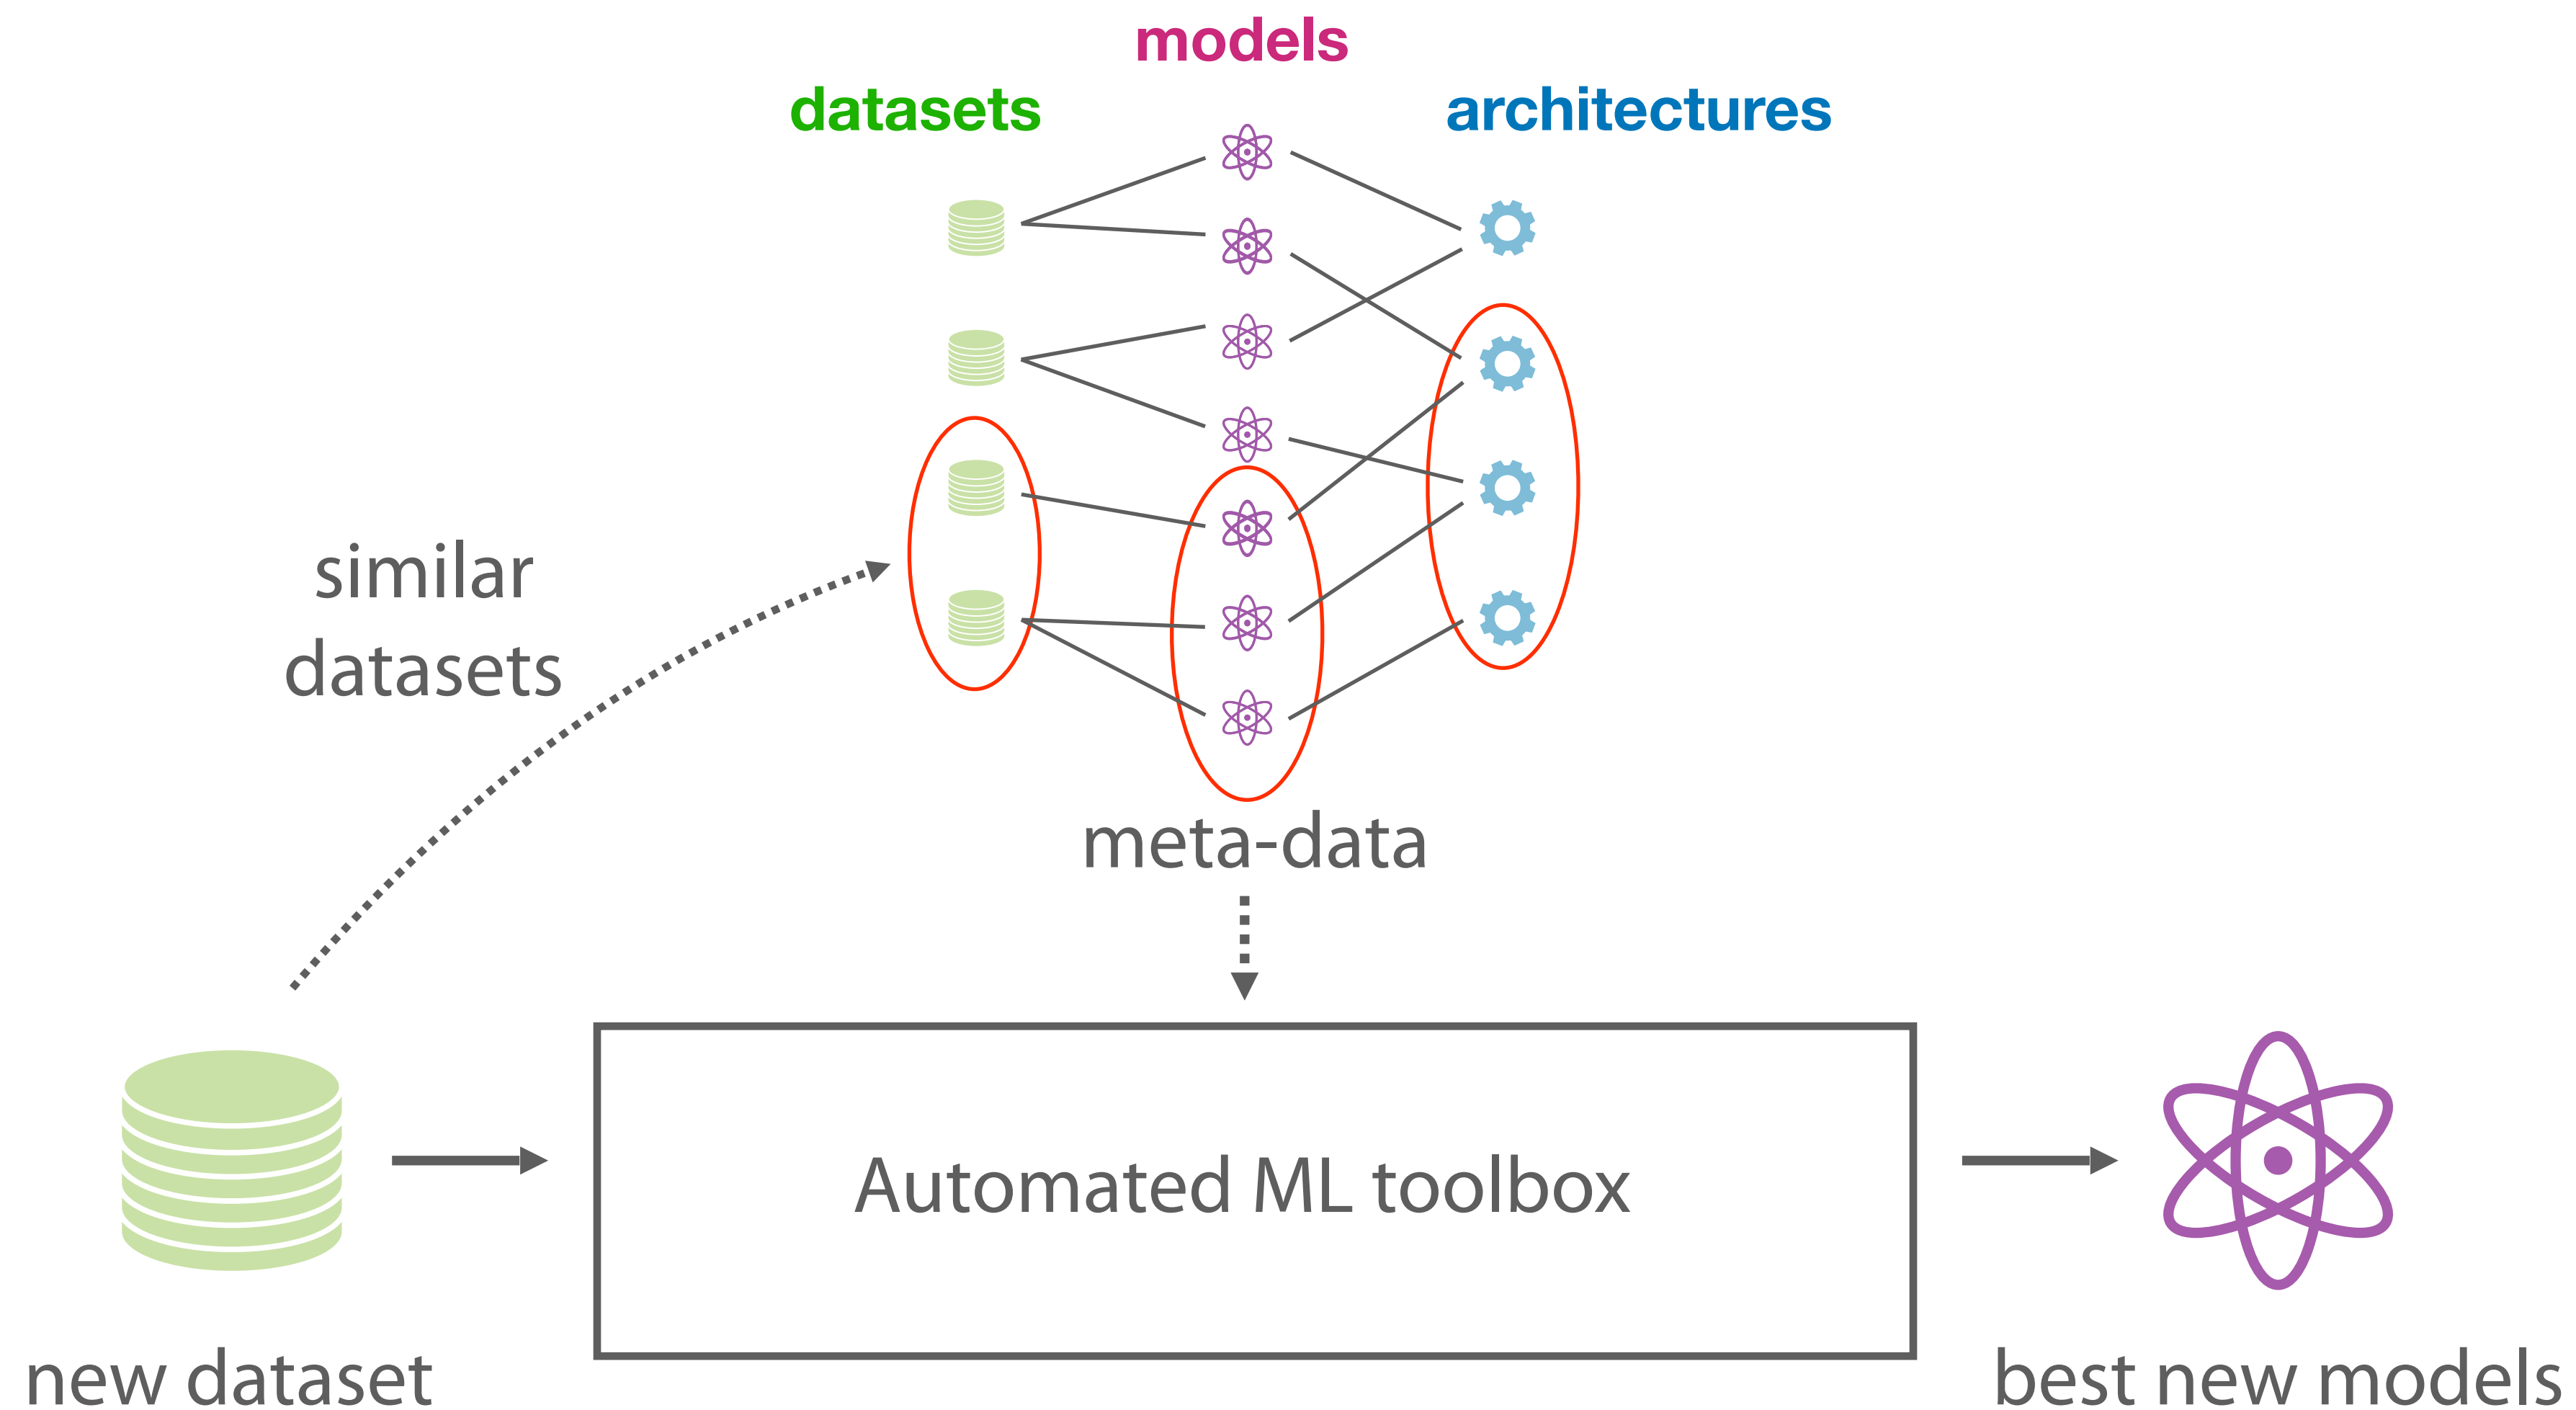 models
datasets
architectures
similar
datasets
meta-data
Automated ML toolbox
new dataset
best new models